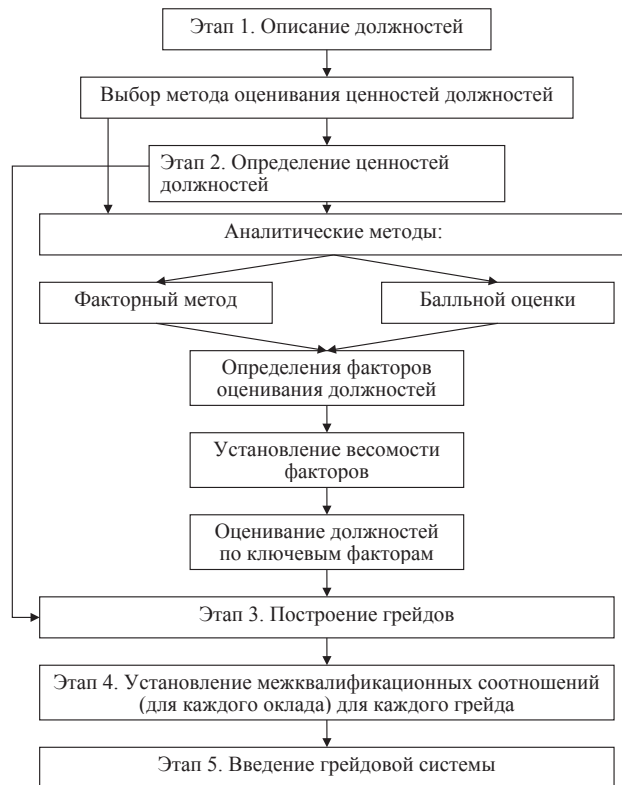 Этап 1. Описание должностей
Выбор метода оценивания ценностей должностей
Этап 2. Определение ценностей
должностей
Аналитические методы:
Факторный метод
Балльной оценки
Определения факторов
оценивания должностей
Установление весомости
факторов
Оценивание должностей
по ключевым факторам
Этап 3. Построение грейдов
Этап 4. Установление межквалификационных соотношений
(для каждого оклада) для каждого грейда
Этап 5. Введение грейдовой системы